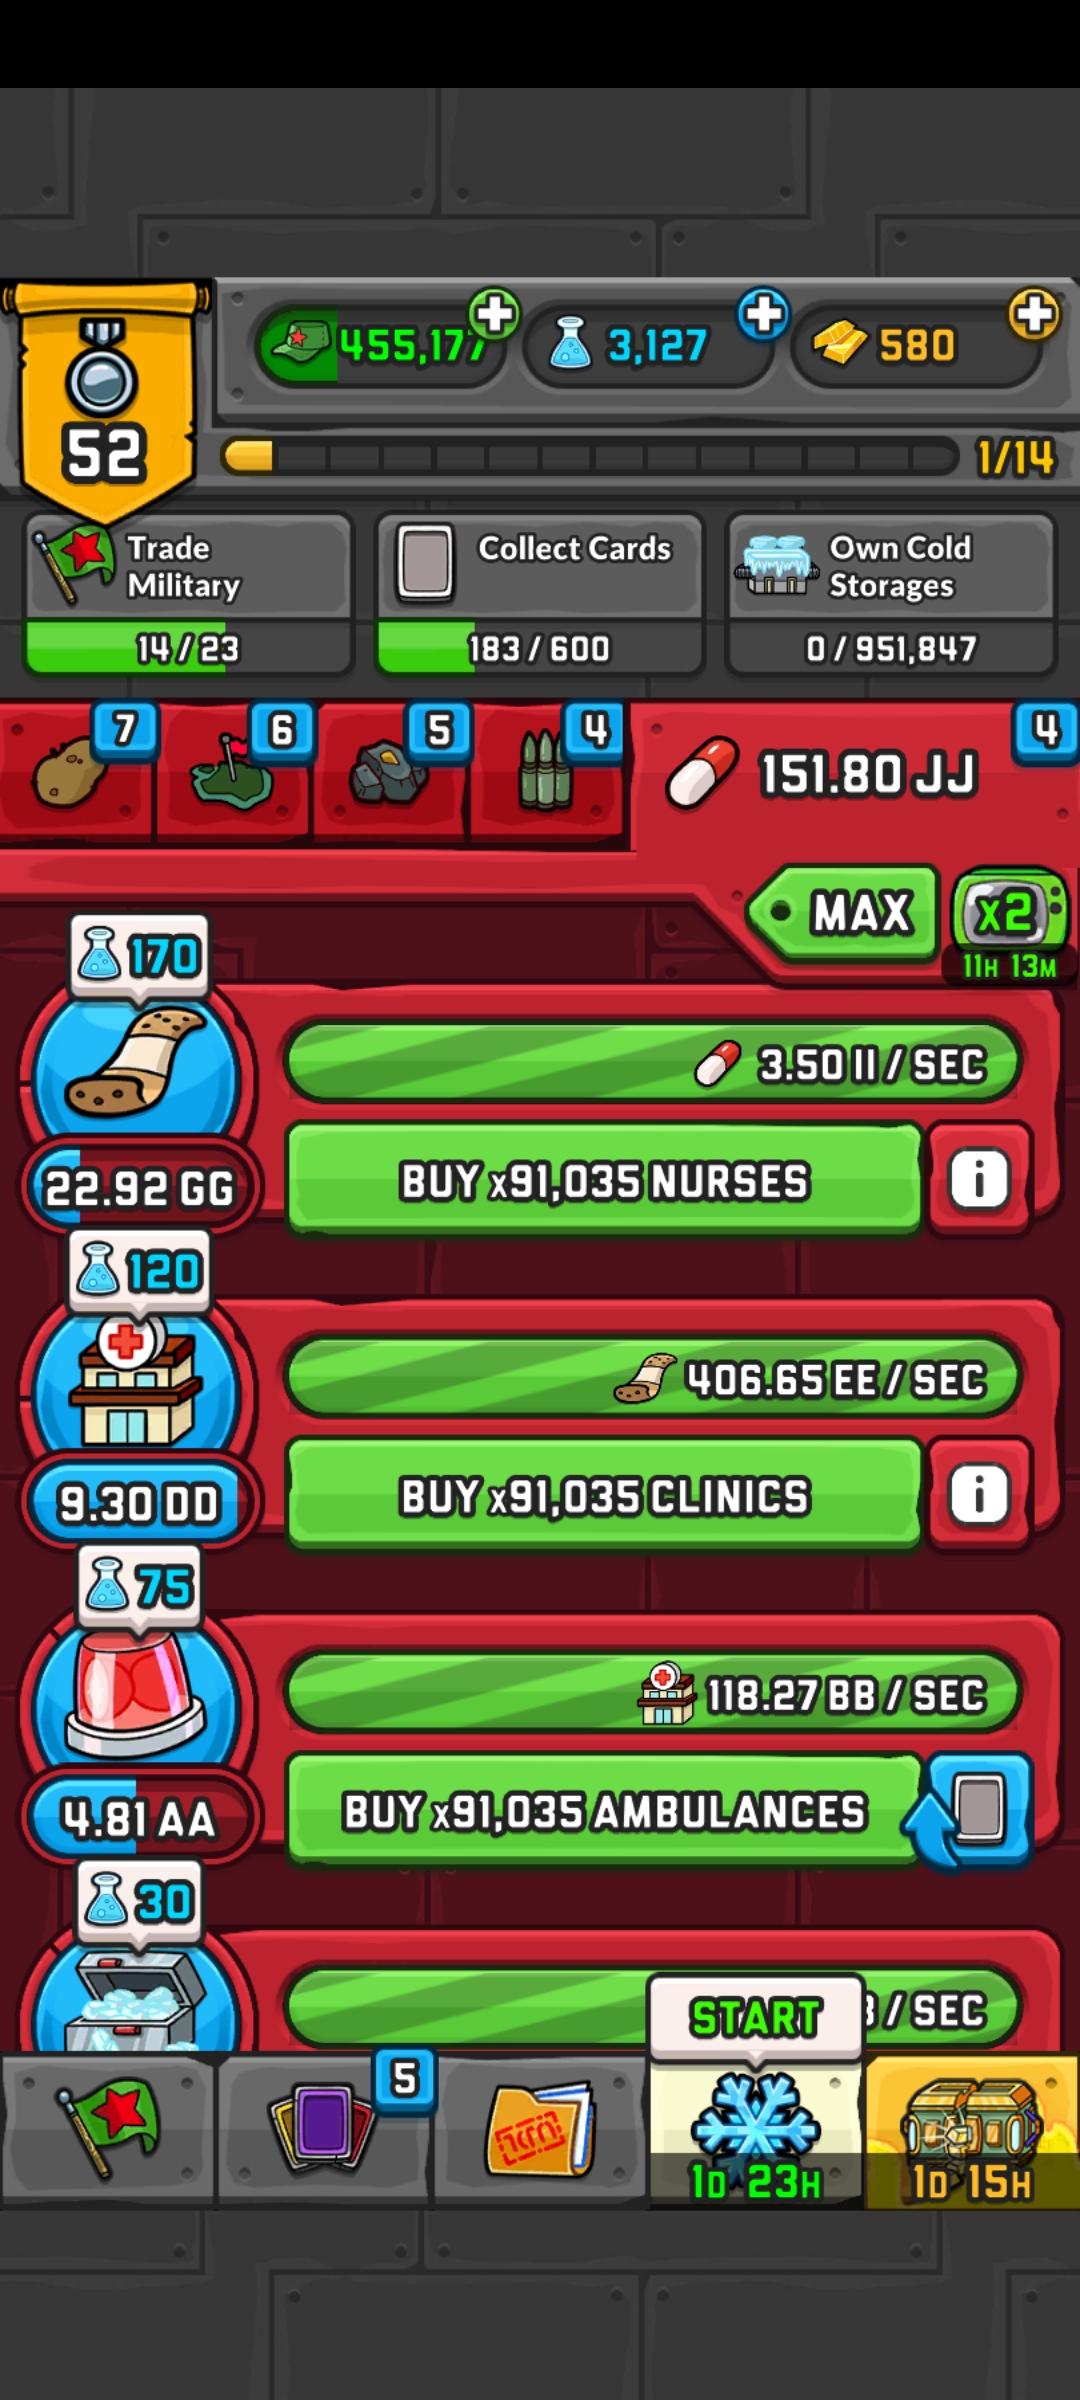 455,177
3,127
580
52
1/14
Trade
Military
14/23
Collect Cards
183/600
Own Cold
Storages
0/951,847
7
6
5
4
151.80 JJ
4
MAX
x2
11H 13M
170
3.50 II / SEC
BUY x91,035 NURSES
i
22.92 GG
120
406.65 EE / SEC
BUY x91,035 CLINICS
i
9.30 DD
75
118.27 BB / SEC
BUY x91,035 AMBULANCES
4.81 AA
30
/ SEC
START
5
1D 23H
1D 15H